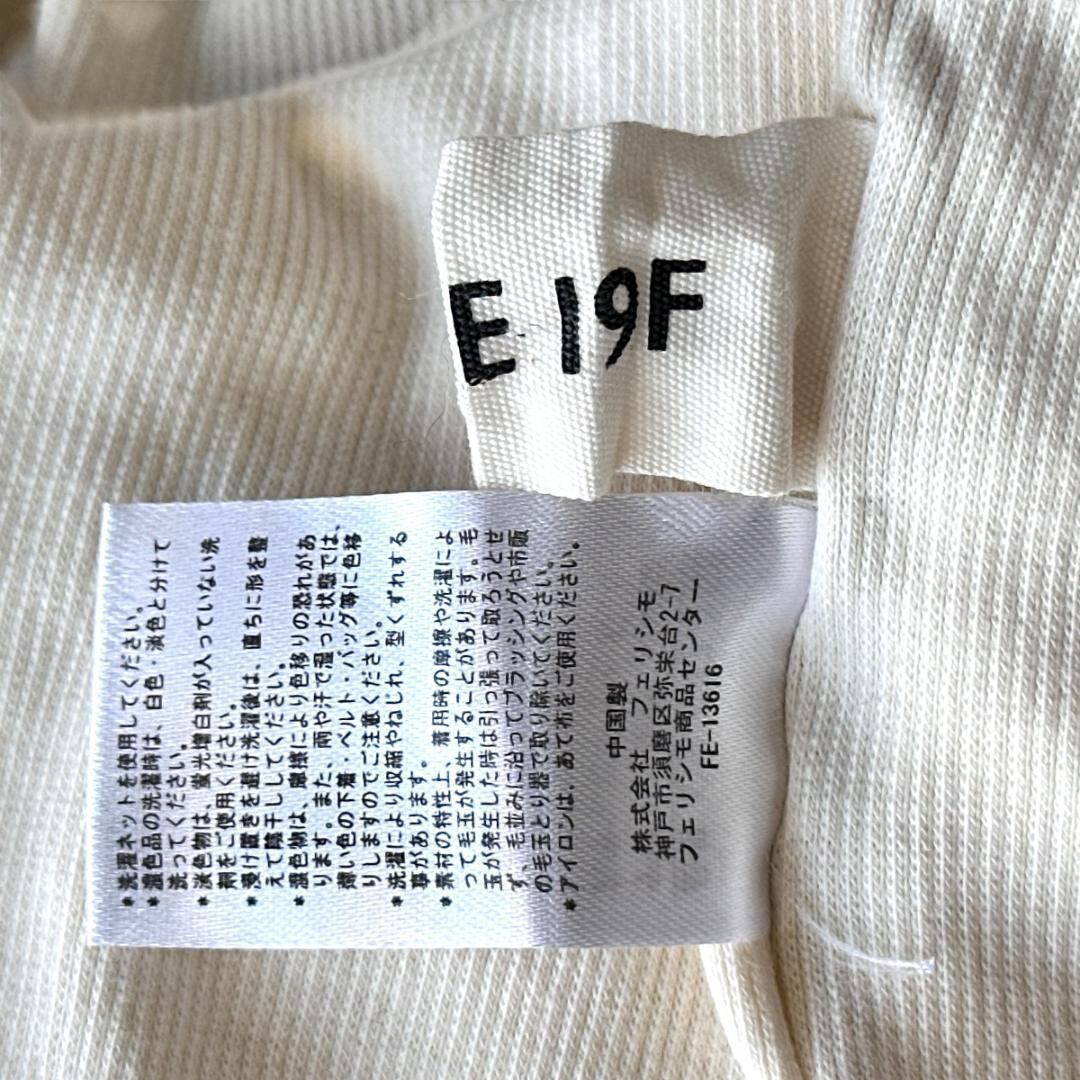 E 19F
*洗濯ネットを使用してください。
*濃色品の洗濯時は、白色・淡色と分けて
洗ってください。
*淡色物は、蛍光増白剤が入っていない洗
剤をご使用ください。
*浸け置きを避け洗濯後は、直ちに形を整
えて陰干ししてください。
*濃色物は、摩擦により色移りの恐れがあ
ります。また、雨や汗で湿った状態では、
薄い色の下着・ベルト・バッグ等に色移
りしますのでご注意ください。
*洗濯により収縮やねじれ、型くずれする
事があります。
*素材の特性上、着用時の摩擦や洗濯によ
って毛玉が発生することがあります。毛
玉が発生した時は引っ張って取ろうとせ
ず、毛並みに沿ってブラッシングや市販
の毛玉とり器で取り除いてください。
*アイロンは、あて布をご使用ください。
中国製
株式会社 フェリシモ
神戸市須磨区弥栄台2-7
フェリシモ商品センター
FE-13616